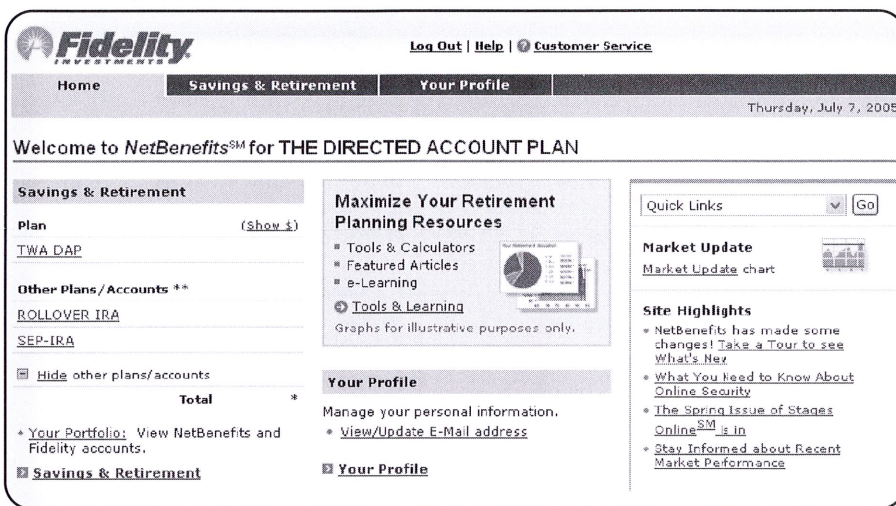 Fidelity
INVESTMENTS
Log Out | Help | Customer Service
Home Savings & Retirement Your Profile
Thursday, July 7, 2005
Welcome to NetBenefits℠ for THE DIRECTED ACCOUNT PLAN
Savings & Retirement
Plan (Show $)
TWA DAP
Other Plans/Accounts **
ROLLOVER IRA
SEP-IRA
Hide other plans/accounts
Total *
* Your Portfolio: View NetBenefits and
Fidelity accounts.
Savings & Retirement
Maximize Your Retirement
Planning Resources
Tools & Calculators
Featured Articles
e-Learning
Tools & Learning
Graphs for illustrative purposes only.
Your Profile
Manage your personal information.
View/Update E-Mail address
Your Profile
Quick Links Go
Market Update
Market Update chart
Site Highlights
NetBenefits has made some
changes! Take a Tour to see
What's New
What You Need to Know About
Online Security
The Spring Issue of Stages
Online℠ is in
Stay Informed about Recent
Market Performance